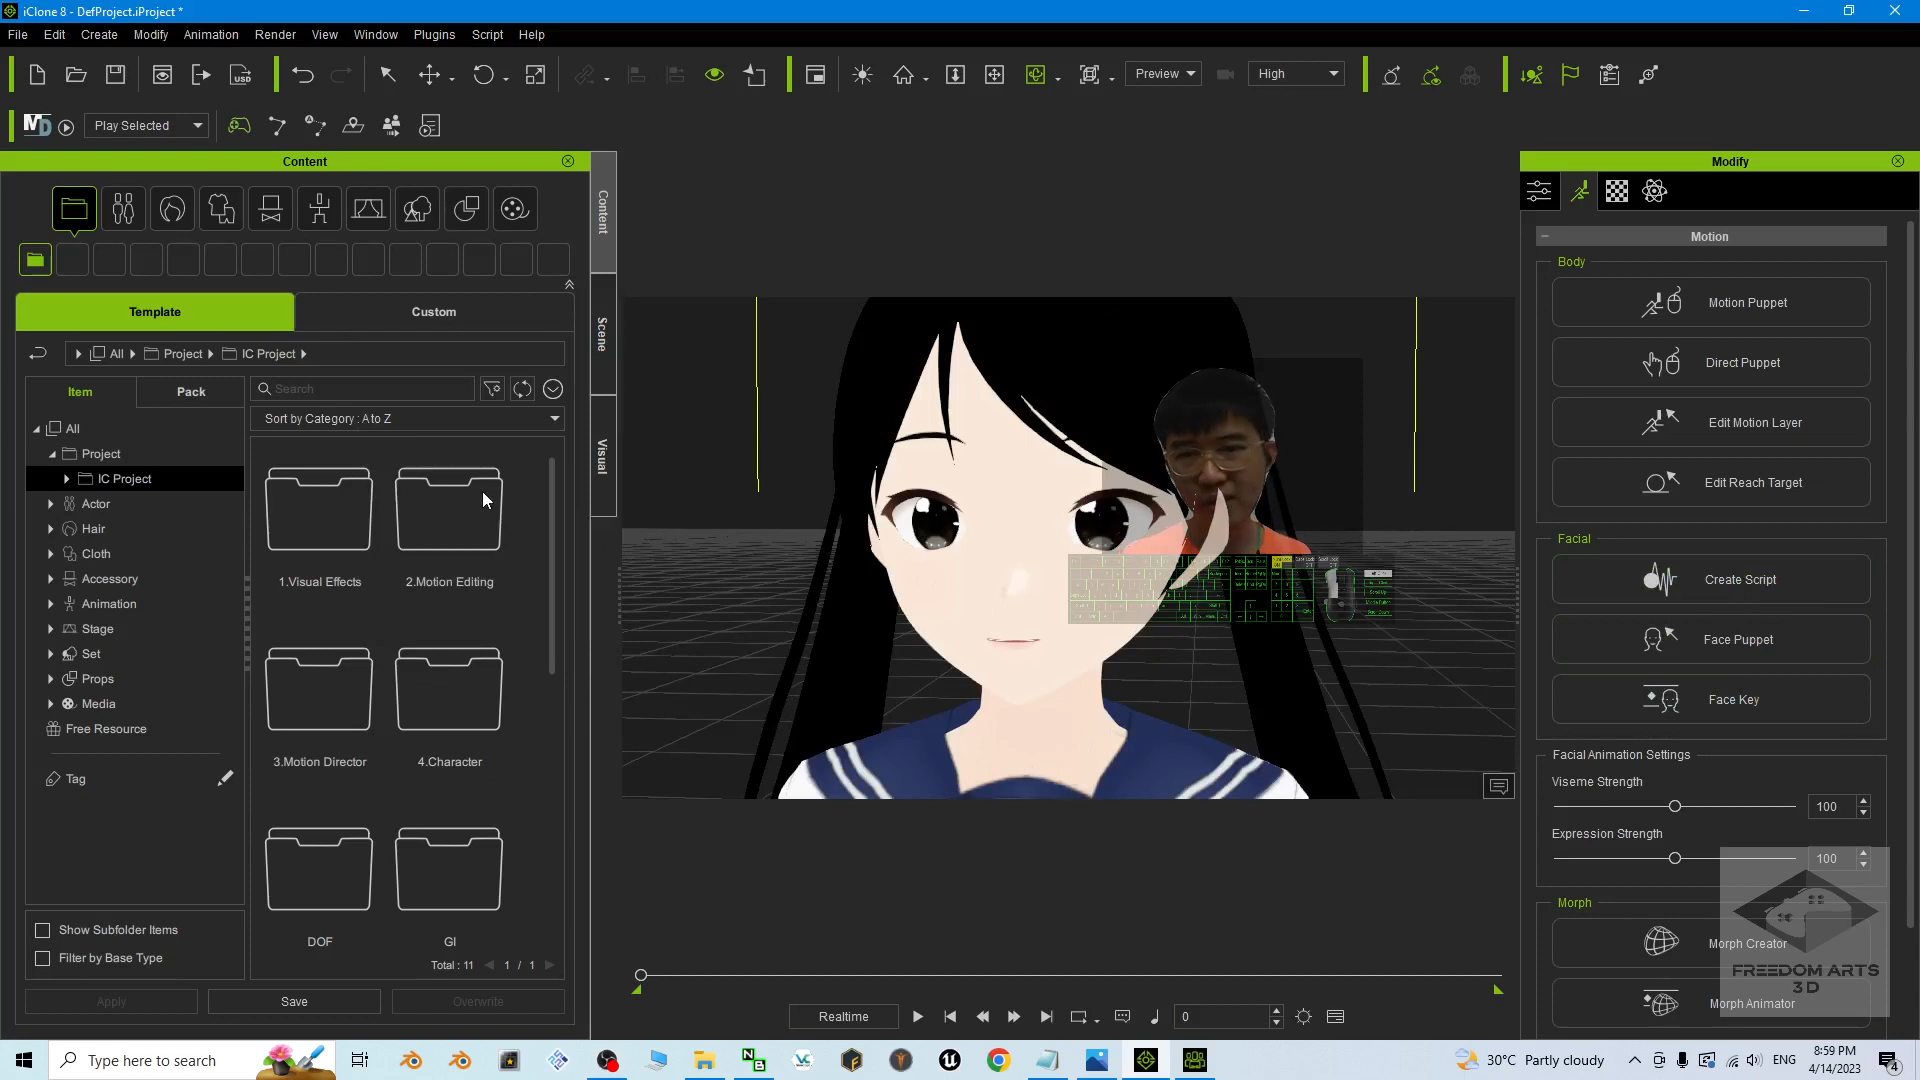 iClone 8 - DefProject.iProject *
File Edit Create Modify Animation Render View Window Plugins Script Help
USD
Preview
High
MD
Play Selected
Content
Modify
Content
Scene
Visual
Template
Custom
All Project IC Project
Item
Pack
Search
Sort by Category : A to Z
All
Project
IC Project
Actor
Hair
Cloth
Accessory
Animation
Stage
Set
Props
Media
Free Resource
Tag
1.Visual Effects
2.Motion Editing
3.Motion Director
4.Character
DOF
GI
Total : 11 1 / 1
Show Subfolder Items
Filter by Base Type
Apply
Save
Overwrite
Motion
Body
Motion Puppet
Direct Puppet
Edit Motion Layer
Edit Reach Target
Facial
Create Script
Face Puppet
Face Key
Facial Animation Settings
Viseme Strength
100
Expression Strength
100
Morph
Morph Creator
Morph Animator
FREEDOM ARTS
3D
Realtime
0
Type here to search
30°C Partly cloudy
ENG
8:59 PM
4/14/2023
4